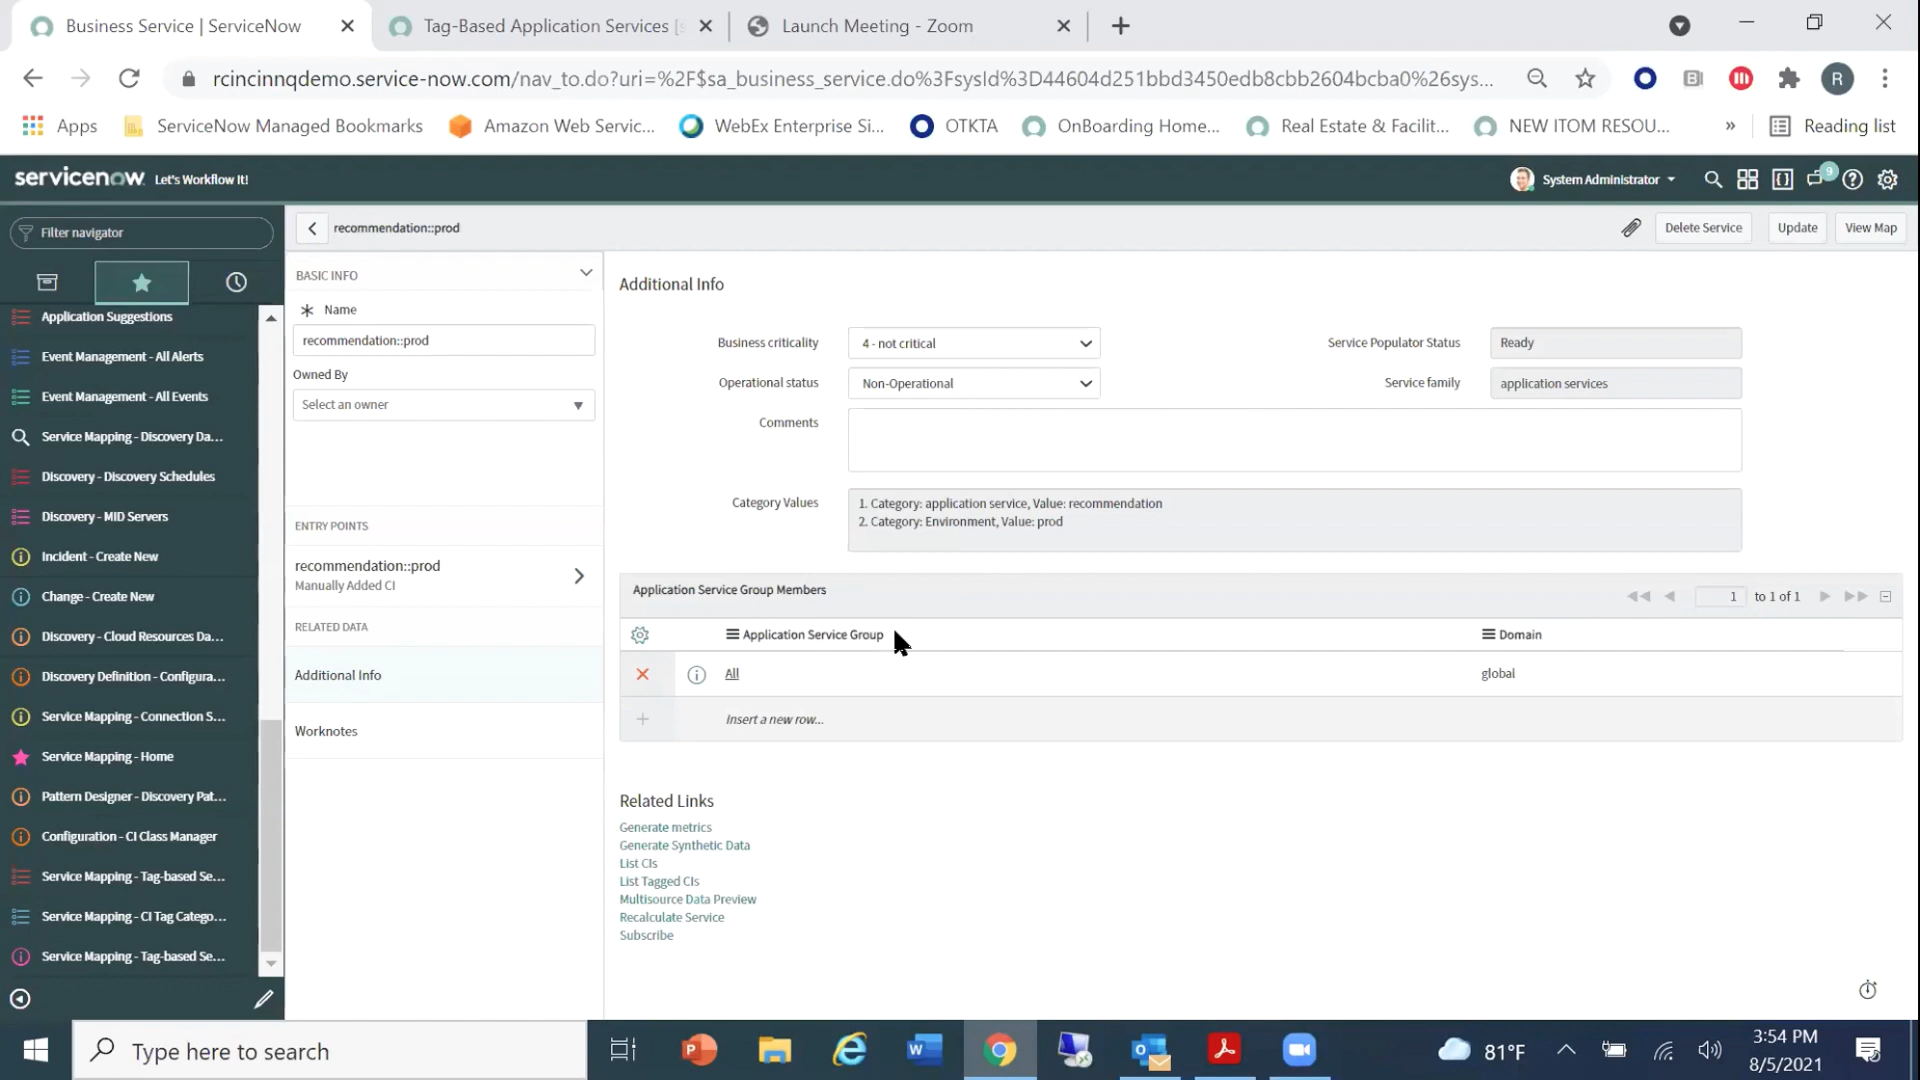 Business Service | ServiceNow
Tag-Based Application Services [
Launch Meeting - Zoom
rcincinnqdemo.service-now.com/nav_to.do?uri=%2F$sa_business_service.do%3FsysId%3D44604d251bbd3450edb8cbb2604bcba0%26sys...
R
Apps
ServiceNow Managed Bookmarks
Amazon Web Servic...
WebEx Enterprise Si...
OTKTA
OnBoarding Home...
Real Estate & Facilit...
NEW ITOM RESOU...
»
Reading list
servicenow Let's Workflow It!
System Administrator
9
Filter navigator
recommendation::prod
Delete Service
Update
View Map
Application Suggestions
Event Management - All Alerts
Event Management - All Events
Service Mapping - Discovery Da...
Discovery - Discovery Schedules
Discovery - MID Servers
Incident - Create New
Change - Create New
Discovery - Cloud Resources Da...
Discovery Definition - Configura...
Service Mapping - Connection S...
Service Mapping - Home
Pattern Designer - Discovery Pat...
Configuration - CI Class Manager
Service Mapping - Tag-based Se...
Service Mapping - CI Tag Catego...
Service Mapping - Tag-based Se...
BASIC INFO
Name
recommendation::prod
Owned By
Select an owner
ENTRY POINTS
recommendation::prod
Manually Added CI
RELATED DATA
Additional Info
Worknotes
Additional Info
Business criticality
4 - not critical
Service Populator Status
Ready
Operational status
Non-Operational
Service family
application services
Comments
Category Values
1. Category: application service, Value: recommendation
2. Category: Environment, Value: prod
Application Service Group Members
1 to 1 of 1
Application Service Group
Domain
All
global
Insert a new row...
Related Links
Generate metrics
Generate Synthetic Data
List CIs
List Tagged CIs
Multisource Data Preview
Recalculate Service
Subscribe
Type here to search
81°F
3:54 PM
8/5/2021